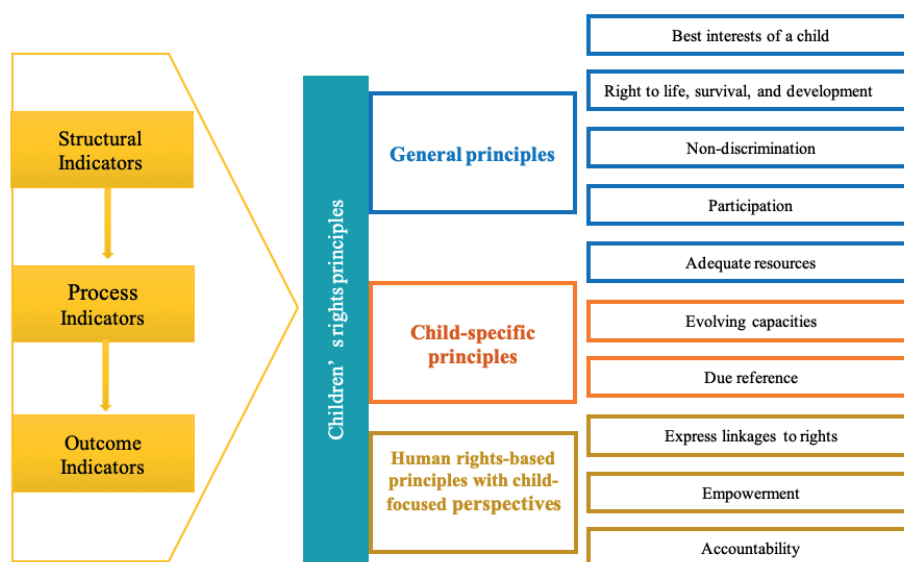 Structural
Indicators
Process
Indicators
Outcome
Indicators
Children’ s rights principles
General principles
Child-specific
principles
Human rights-based
principles with child-
focused perspectives
Best interests of a child
Right to life, survival, and development
Non-discrimination
Participation
Adequate resources
Evolving capacities
Due reference
Express linkages to rights
Empowerment
Accountability